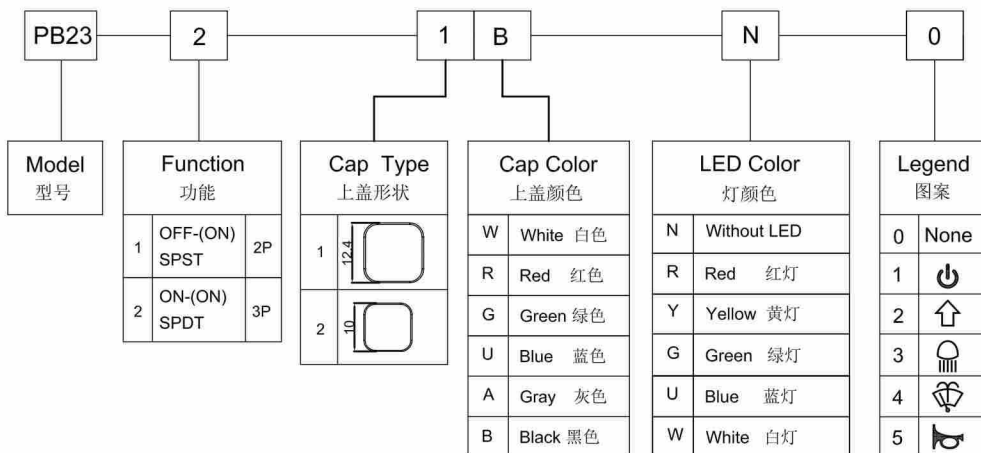 PB23 2 1 B N 0
Model
型号
Function
功能
1 OFF-(ON) SPST 2P
2 ON-(ON) SPDT 3P
Cap Type
上盖形状
1 12.4
2 10
Cap Color
上盖颜色
W White 白色
R Red 红色
G Green 绿色
U Blue 蓝色
A Gray 灰色
B Black 黑色
LED Color
灯颜色
N Without LED
R Red 红灯
Y Yellow 黄灯
G Green 绿灯
U Blue 蓝灯
W White 白灯
Legend
图案
0 None
1
2
3
4
5